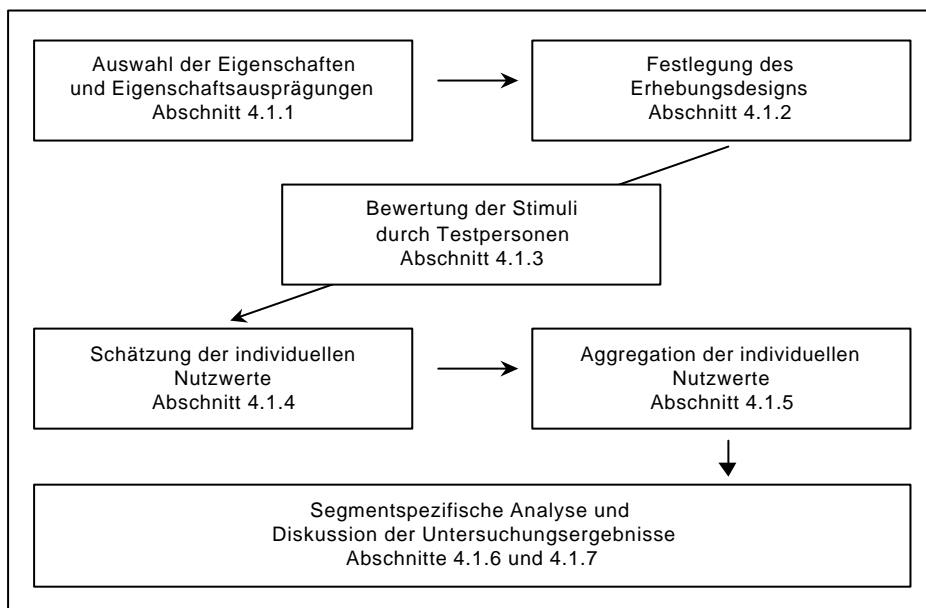 Auswahl der Eigenschaften
und Eigenschaftsausprägungen
Abschnitt 4.1.1
Festlegung des
Erhebungsdesigns
Abschnitt 4.1.2
Bewertung der Stimuli
durch Testpersonen
Abschnitt 4.1.3
Schätzung der individuellen
Nutzwerte
Abschnitt 4.1.4
Aggregation der individuellen
Nutzwerte
Abschnitt 4.1.5
Segmentspezifische Analyse und
Diskussion der Untersuchungsergebnisse
Abschnitte 4.1.6 und 4.1.7